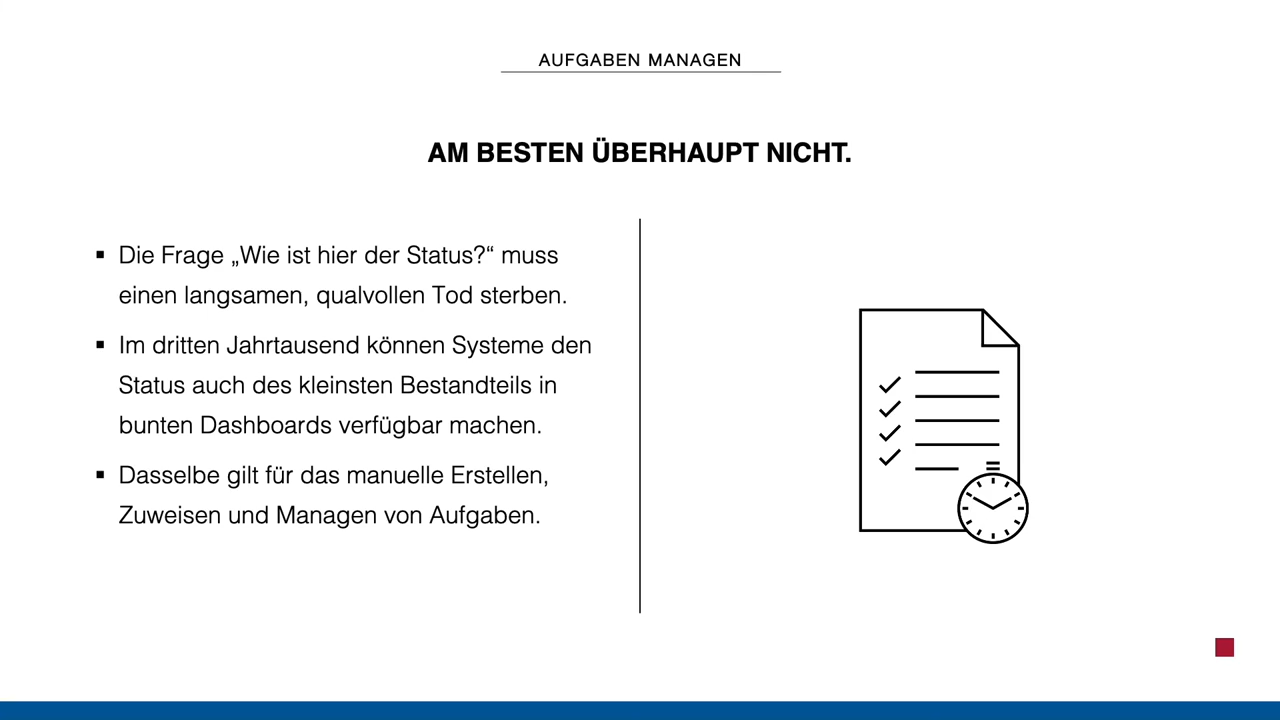 AUFGABEN MANAGEN
AM BESTEN ÜBERHAUPT NICHT.
▪ Die Frage „Wie ist hier der Status?“ muss
einen langsamen, qualvollen Tod sterben.
▪ Im dritten Jahrtausend können Systeme den
Status auch des kleinsten Bestandteils in
bunten Dashboards verfügbar machen.
▪ Dasselbe gilt für das manuelle Erstellen,
Zuweisen und Managen von Aufgaben.